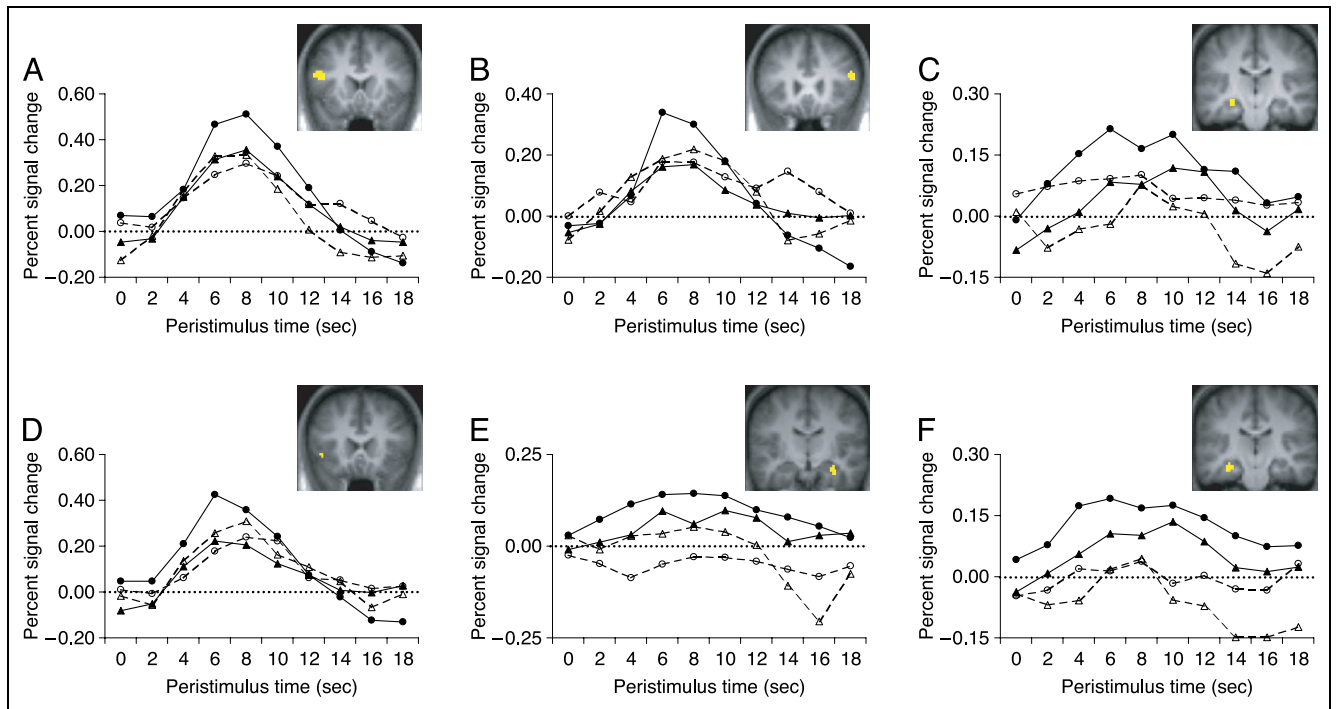 A
Percent signal change
0.60
0.40
0.20
0.00
−0.20
0 2 4 6 8 10 12 14 16 18
Peristimulus time (sec)
B
Percent signal change
0.40
0.20
0.00
−0.20
0 2 4 6 8 10 12 14 16 18
Peristimulus time (sec)
C
Percent signal change
0.30
0.15
0.00
−0.15
0 2 4 6 8 10 12 14 16 18
Peristimulus time (sec)
D
Percent signal change
0.60
0.40
0.20
0.00
−0.20
0 2 4 6 8 10 12 14 16 18
Peristimulus time (sec)
E
Percent signal change
0.25
0.00
−0.25
0 2 4 6 8 10 12 14 16 18
Peristimulus time (sec)
F
Percent signal change
0.30
0.15
0.00
−0.15
0 2 4 6 8 10 12 14 16 18
Peristimulus time (sec)